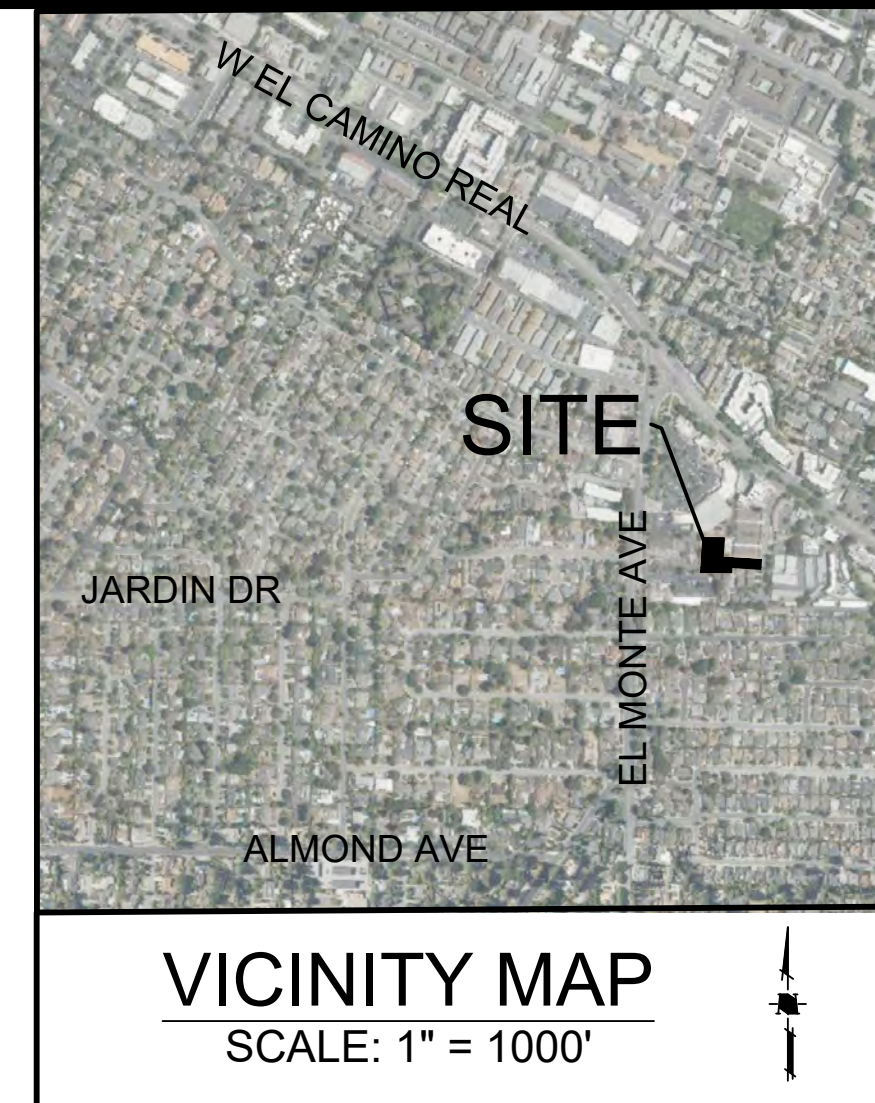 W EL CAMINO REAL
SITE
EL MONTE AVE
JARDIN DR
ALMOND AVE
VICINITY MAP
SCALE: 1" = 1000'
N